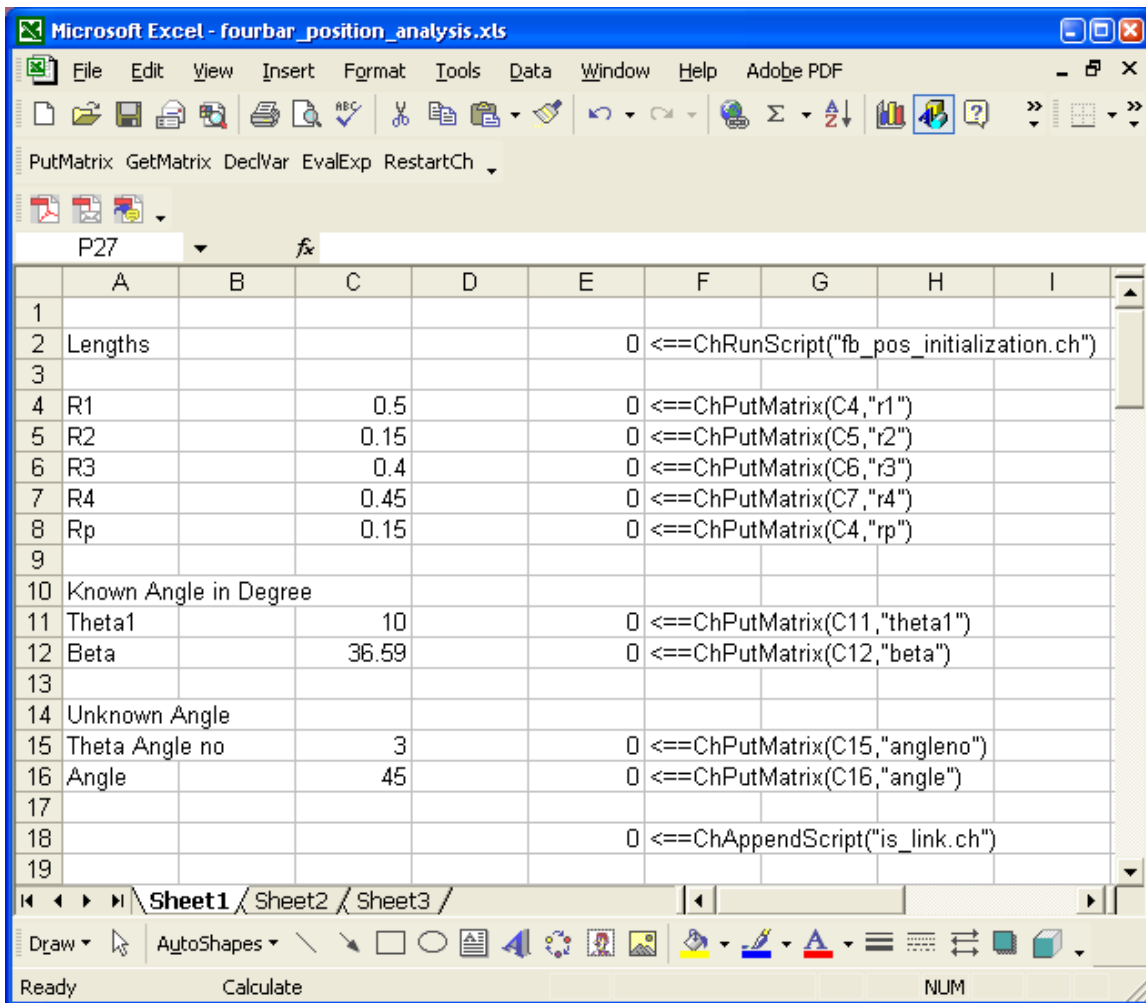 Microsoft Excel - fourbar_position_analysis.xls
File Edit View Insert Format Tools Data Window Help Adobe PDF
PutMatrix GetMatrix DeclVar EvalExp RestartCh
P27 fx
A B C D E F G H I
1
2 Lengths 0 <==ChRunScript("fb_pos_initialization.ch")
3
4 R1 0.5 0 <==ChPutMatrix(C4,"r1")
5 R2 0.15 0 <==ChPutMatrix(C5,"r2")
6 R3 0.4 0 <==ChPutMatrix(C6,"r3")
7 R4 0.45 0 <==ChPutMatrix(C7,"r4")
8 Rp 0.15 0 <==ChPutMatrix(C4,"rp")
9
10 Known Angle in Degree
11 Theta1 10 0 <==ChPutMatrix(C11,"theta1")
12 Beta 36.59 0 <==ChPutMatrix(C12,"beta")
13
14 Unknown Angle
15 Theta Angle no 3 0 <==ChPutMatrix(C15,"angleno")
16 Angle 45 0 <==ChPutMatrix(C16,"angle")
17
18 0 <==ChAppendScript("is_link.ch")
19
Sheet1 / Sheet2 / Sheet3 /
Draw AutoShapes
Ready Calculate NUM